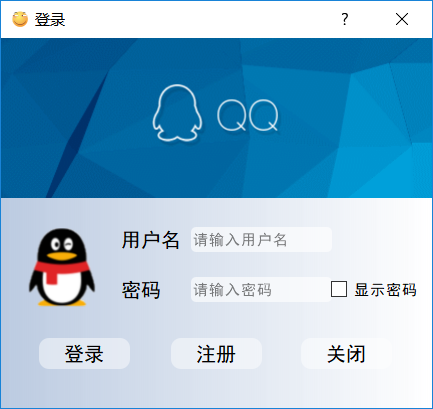 登录 ?
QQ
用户名 请输入用户名
密码 请输入密码 显示密码
登录 注册 关闭